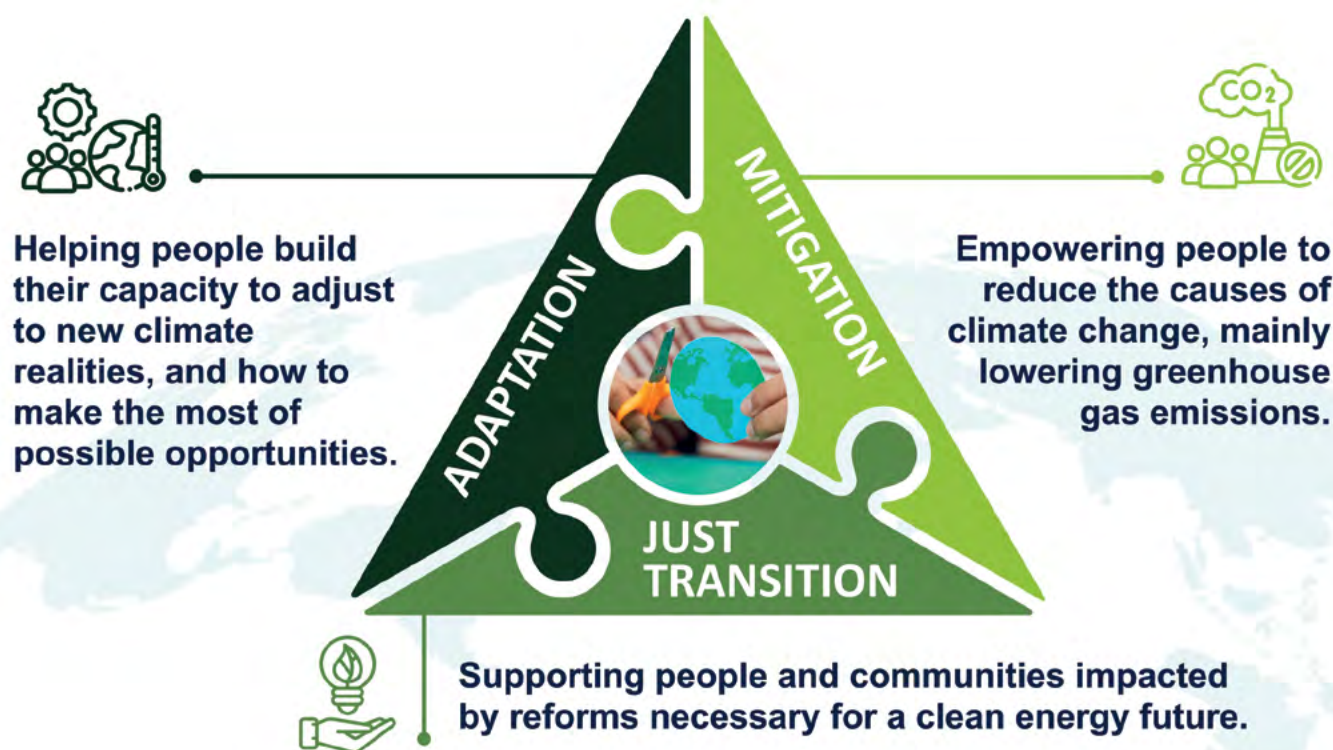 CO2
MITIGATION
ADAPTATION
JUST
TRANSITION
Helping people build
their capacity to adjust
to new climate
realities, and how to
make the most of
possible opportunities.
Empowering people to
reduce the causes of
climate change, mainly
lowering greenhouse
gas emissions.
Supporting people and communities impacted
by reforms necessary for a clean energy future.